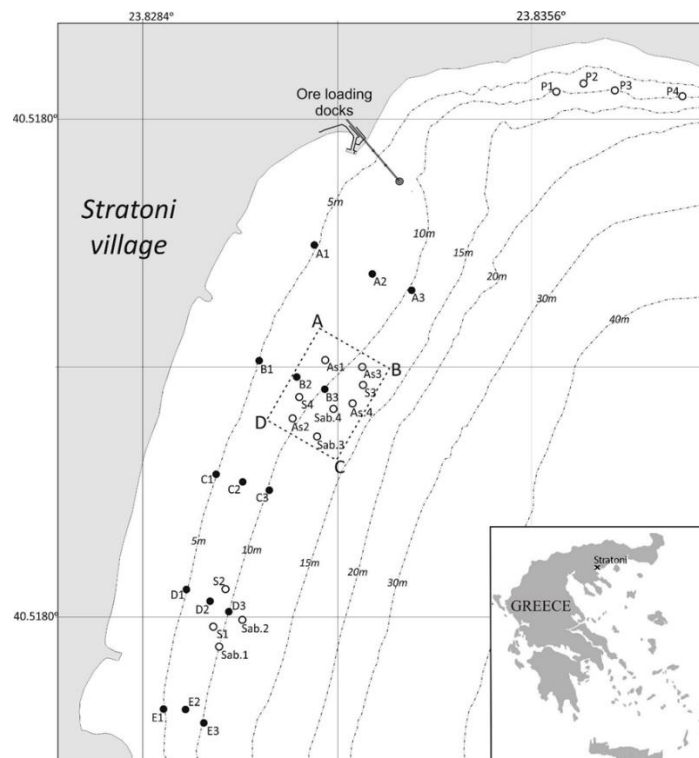 23.8284°
23.8356°
P2
P1
P3
P4
Ore loading
docks
40.5180°
5m
Stratoni
village
10m
A1
15m
20m
A2
A3
30m
40m
A
As1
As3
B
B1
B2
S3
S4
B3
As.4
Sab.4
D
As2
Sab.3
C
C1
C2
C3
5m
10m
15m
20m
30m
S2
D1
D2
D3
40.5180°
S1
Sab.2
Sab.1
E1
E2
E3
Stratoni
GREECE